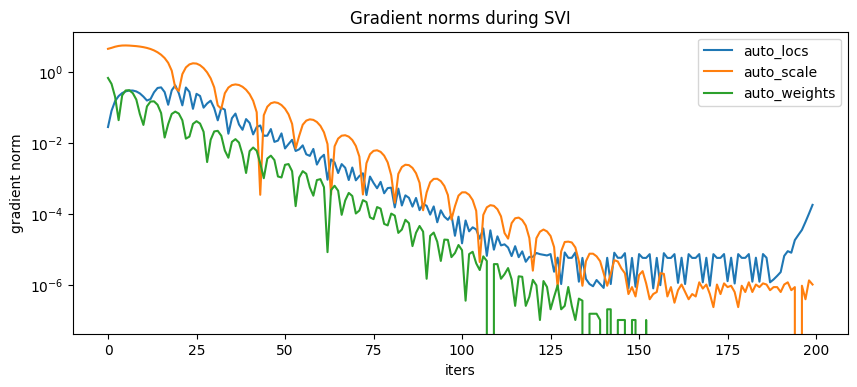 Gradient norms during SVI
auto_locs
auto_scale
auto_weights
gradient norm
10^0
10^-2
10^-4
10^-6
0 25 50 75 100 125 150 175 200
iters